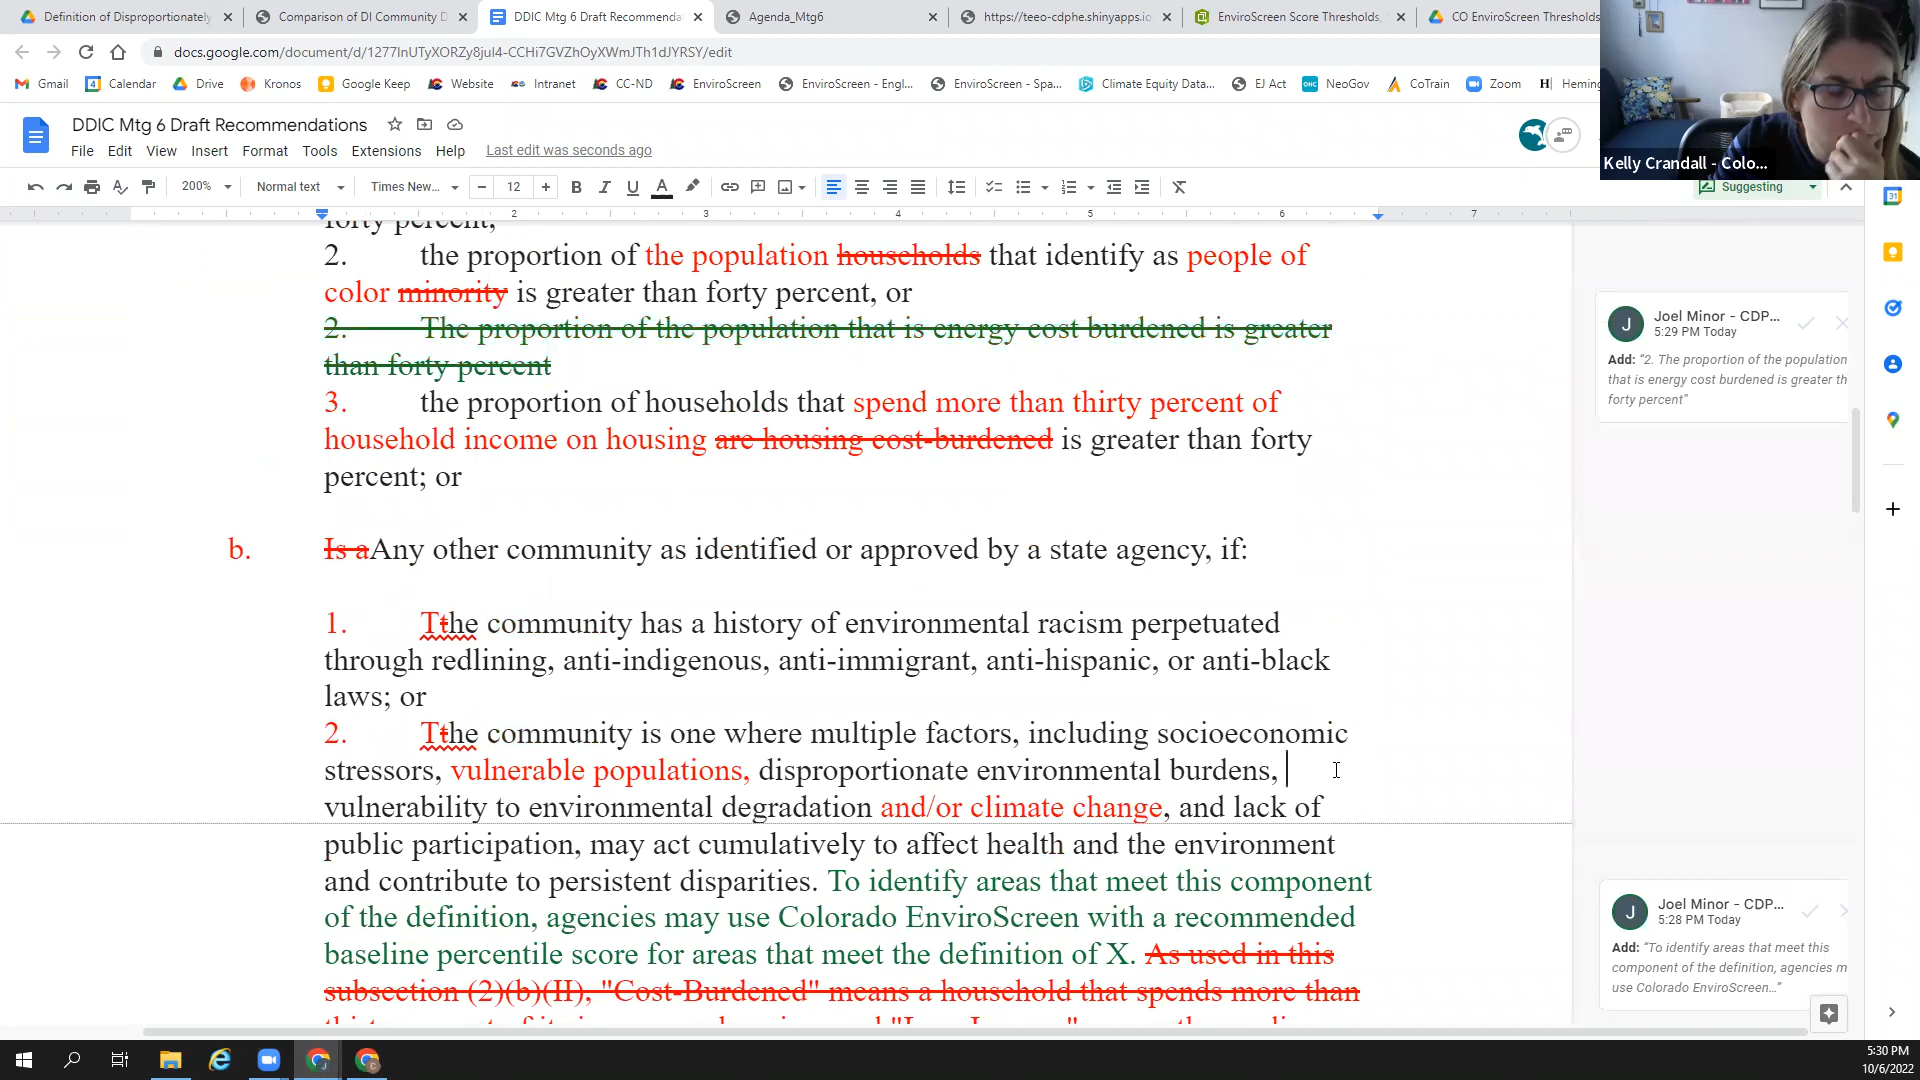 Definition of Disproportionately
Comparison of DI Community D
DDIC Mtg 6 Draft Recommenda
Agenda_Mtg6
https://teeo-cdphe.shinyapps.io
EnviroScreen Score Thresholds
CO EnviroScreen Thresholds
docs.google.com/document/d/1277lnUTyXORZy8jul4-CCHi7GVZhOyXWmJTh1dJYRSY/edit
Gmail Calendar Drive Kronos Google Keep Website Intranet CC-ND EnviroScreen EnviroScreen - Engl... EnviroScreen - Spa... Climate Equity Data... EJ Act NeoGov CoTrain Zoom Heming
Kelly Crandall - Colo...
DDIC Mtg 6 Draft Recommendations
File Edit View Insert Format Tools Extensions Help Last edit was seconds ago
200% Normal text Times New... 12 Suggesting
2 3 4 5 6 7
forty percent;
2. the proportion of the population households that identify as people of
color minority is greater than forty percent, or
2. The proportion of the population that is energy cost burdened is greater
than forty percent
3. the proportion of households that spend more than thirty percent of
household income on housing are housing cost-burdened is greater than forty
percent; or
b. Is aAny other community as identified or approved by a state agency, if:
1. Tthe community has a history of environmental racism perpetuated
through redlining, anti-indigenous, anti-immigrant, anti-hispanic, or anti-black
laws; or
2. Tthe community is one where multiple factors, including socioeconomic
stressors, vulnerable populations, disproportionate environmental burdens,
vulnerability to environmental degradation and/or climate change, and lack of
public participation, may act cumulatively to affect health and the environment
and contribute to persistent disparities. To identify areas that meet this component
of the definition, agencies may use Colorado EnviroScreen with a recommended
baseline percentile score for areas that meet the definition of X. As used in this
subsection (2)(b)(II), "Cost-Burdened" means a household that spends more than
J
Joel Minor - CDP...
5:29 PM Today
Add: "2. The proportion of the population
that is energy cost burdened is greater th
forty percent"
J
Joel Minor - CDP...
5:28 PM Today
Add: "To identify areas that meet this
component of the definition, agencies m
use Colorado EnviroScreen..."
5:30 PM
10/6/2022